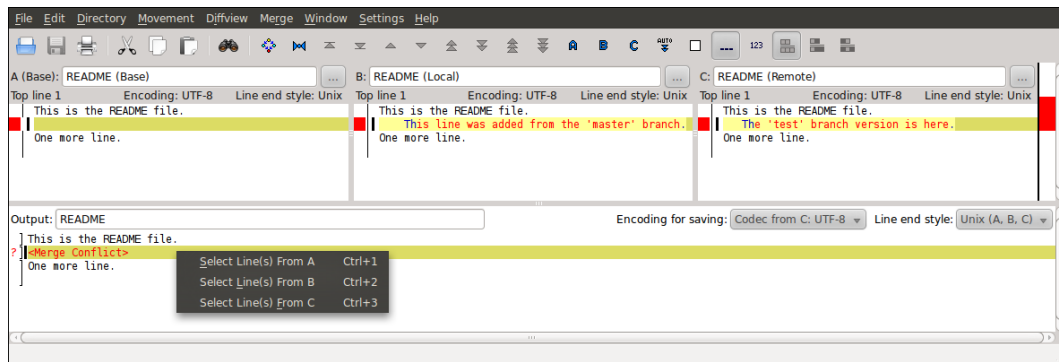 File Edit Directory Movement Diffview Merge Window Settings Help
A B C AUTO 123
A (Base): README (Base) ... B: README (Local) ... C: README (Remote) ...
Top line 1 Encoding: UTF-8 Line end style: Unix Top line 1 Encoding: UTF-8 Line end style: Unix Top line 1 Encoding: UTF-8 Line end style: Unix
This is the README file. This is the README file. This is the README file.
This line was added from the 'master' branch. The 'test' branch version is here.
One more line. One more line. One more line.
Output: README Encoding for saving: Codec from C: UTF-8 Line end style: Unix (A, B, C)
This is the README file.
? <Merge Conflict>
One more line.
Select Line(s) From A Ctrl+1
Select Line(s) From B Ctrl+2
Select Line(s) From C Ctrl+3